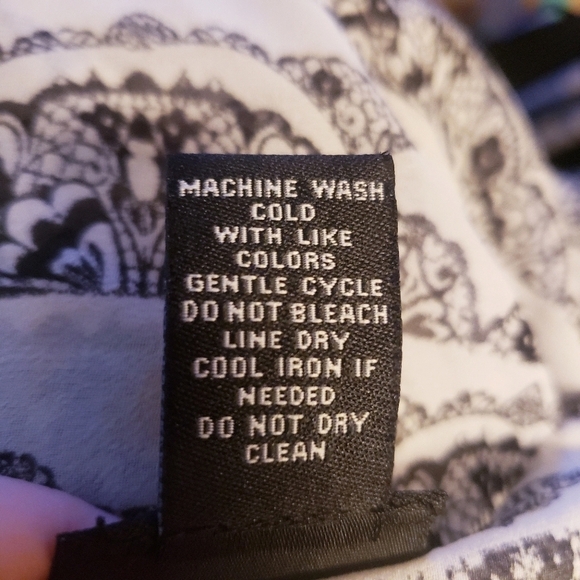 MACHINE WASH
COLD
WITH LIKE
COLORS
GENTLE CYCLE
DO NOT BLEACH
LINE DRY
COOL IRON IF
NEEDED
DO NOT DRY
CLEAN